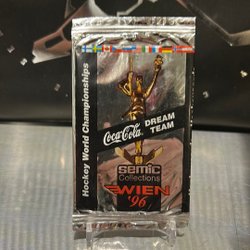 Hockey World Championships
Coca-Cola DREAM
TEAM
semic
Collections
WIEN
'96